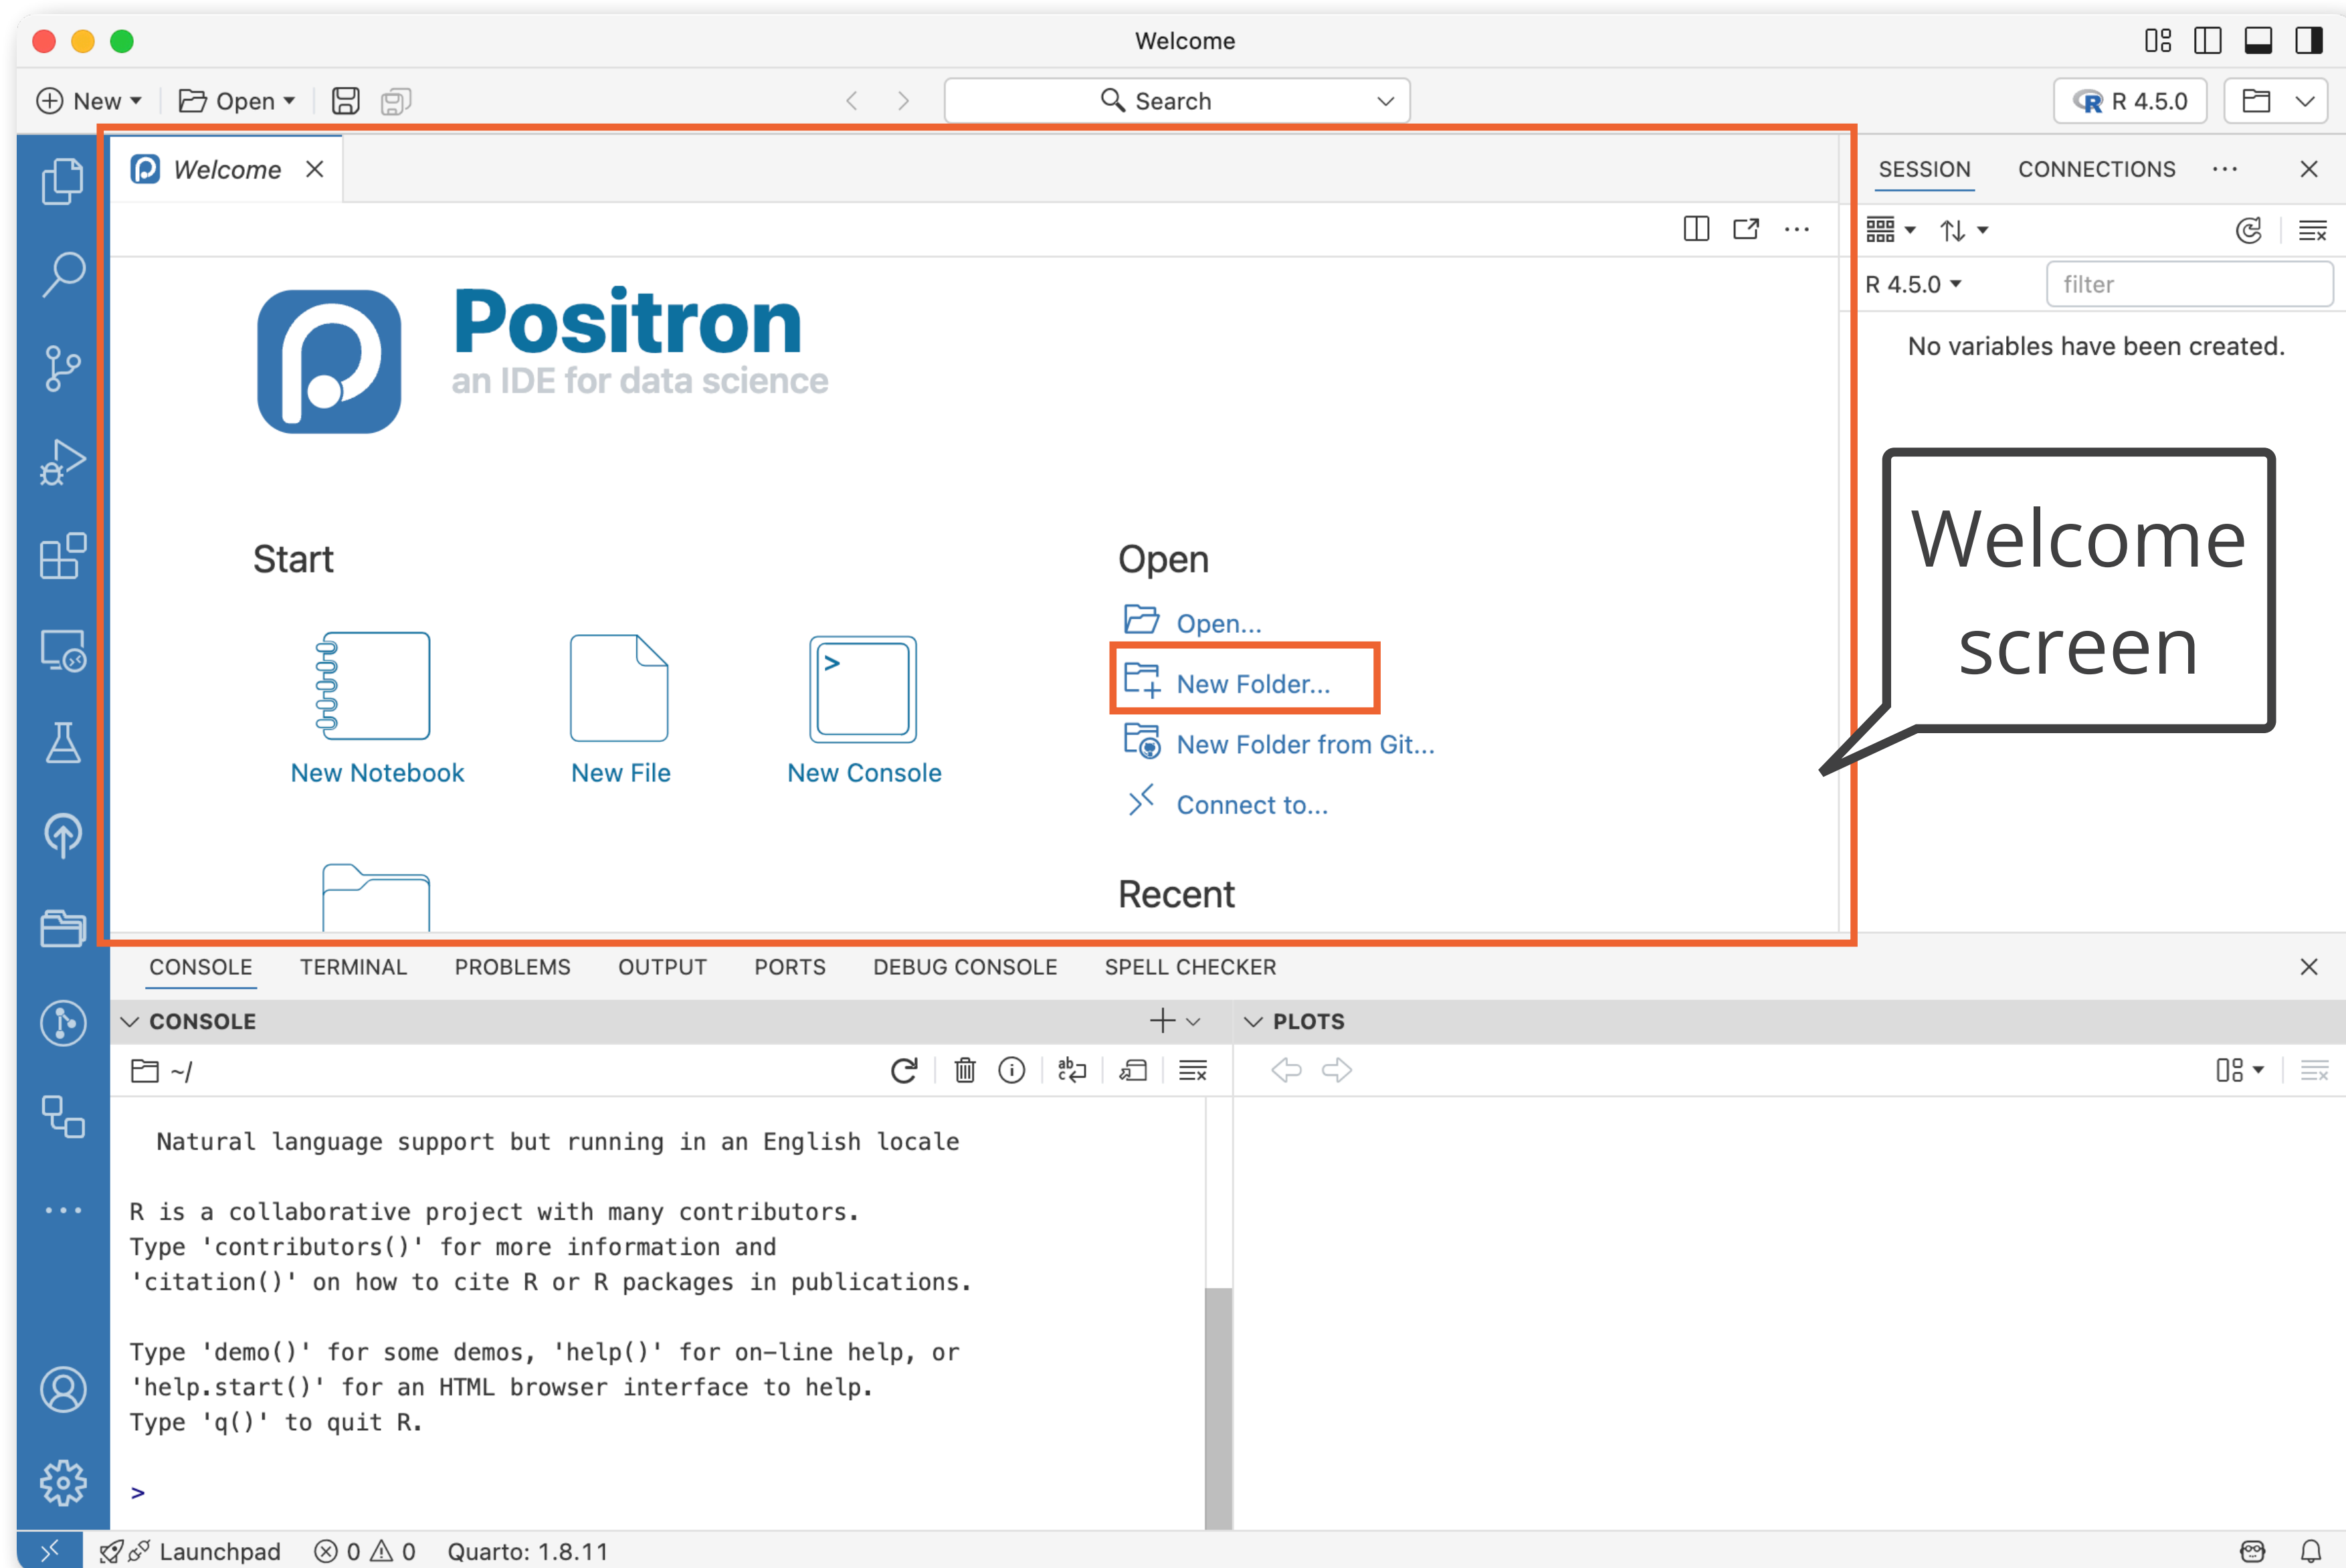 Welcome
New
Open
Search
R 4.5.0
Welcome
SESSION
CONNECTIONS
R 4.5.0
filter
No variables have been created.
Positron
an IDE for data science
Start
New Notebook
New File
New Console
Open
Open...
New Folder...
New Folder from Git...
Connect to...
Recent
Welcome
screen
CONSOLE
TERMINAL
PROBLEMS
OUTPUT
PORTS
DEBUG CONSOLE
SPELL CHECKER
CONSOLE
PLOTS
~/
Natural language support but running in an English locale
R is a collaborative project with many contributors.
Type 'contributors()' for more information and
'citation()' on how to cite R or R packages in publications.
Type 'demo()' for some demos, 'help()' for on-line help, or
'help.start()' for an HTML browser interface to help.
Type 'q()' to quit R.
>
Launchpad
0
0
Quarto: 1.8.11